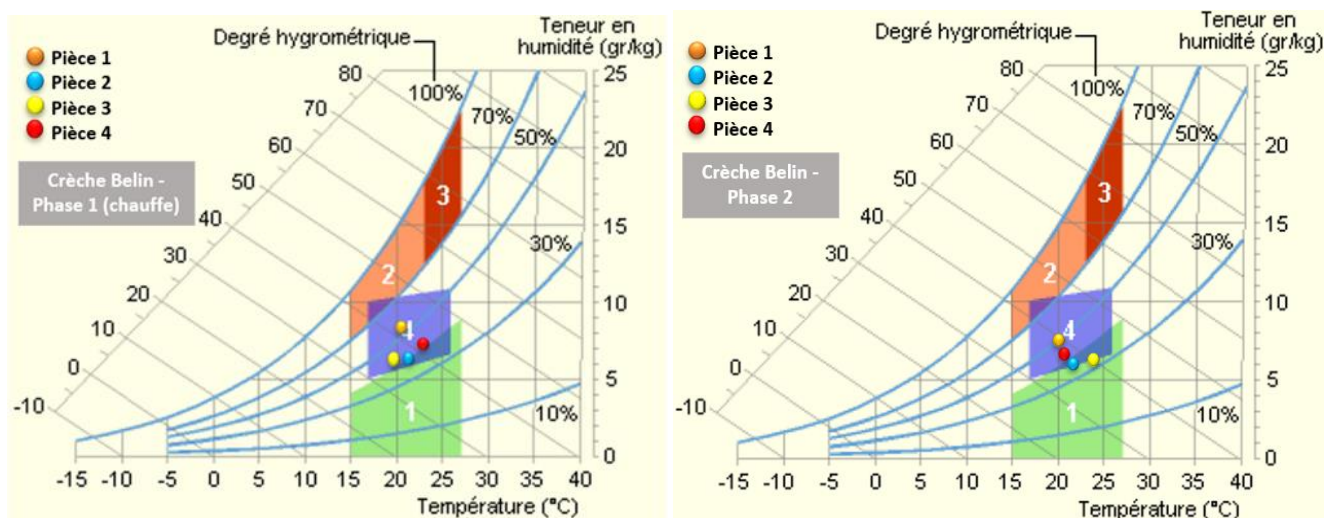 Degré hygrométrique
Teneur en
humidité (gr/kg)
Pièce 1
Pièce 2
Pièce 3
Pièce 4
Crèche Belin -
Phase 1 (chauffe)
80
70
60
50
40
30
20
10
0
-10
100%
70%
50%
30%
10%
3
2
4
1
25
20
15
10
5
0
-15 -10 -5 0 5 10 15 20 25 30 35 40
Température (°C)
Degré hygrométrique
Teneur en
humidité (gr/kg)
Pièce 1
Pièce 2
Pièce 3
Pièce 4
Crèche Belin -
Phase 2
80
70
60
50
40
30
20
10
0
-10
100%
70%
50%
30%
10%
3
2
4
1
25
20
15
10
5
0
-15 -10 -5 0 5 10 15 20 25 30 35 40
Température (°C)